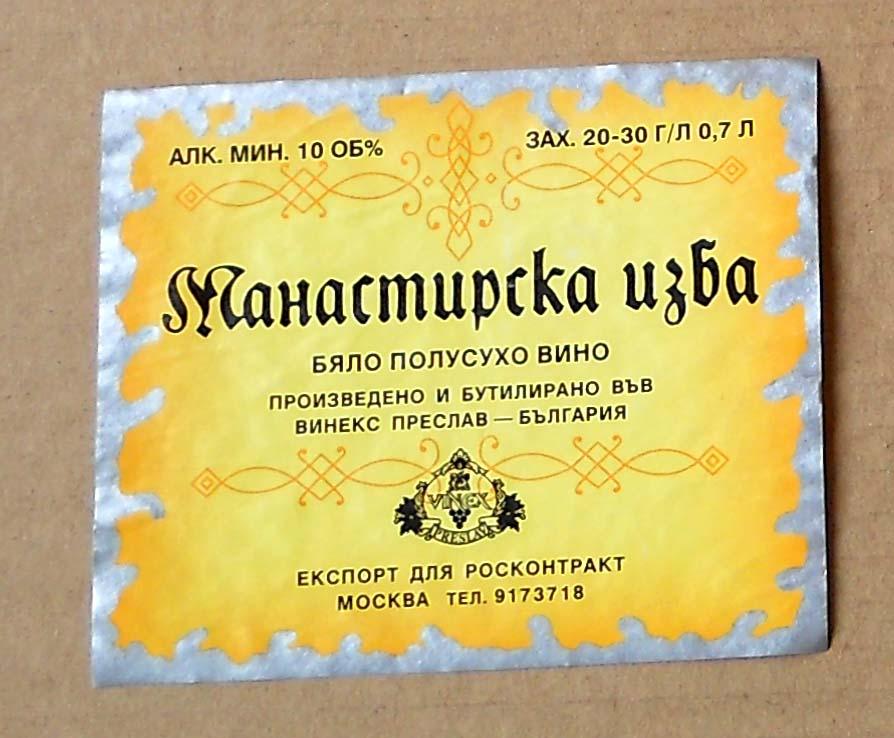 АЛК. МИН. 10 ОБ%
ЗАХ. 20-30 Г/Л 0,7 Л
Манастирска изба
БЯЛО ПОЛУСУХО ВИНО
ПРОИЗВЕДЕНО И БУТИЛИРАНО ВЪВ
ВИНЕКС ПРЕСЛАВ — БЪЛГАРИЯ
VINEX
PRESLAV
ЕКСПОРТ ДЛЯ РОСКОНТРАКТ
МОСКВА ТЕЛ. 9173718